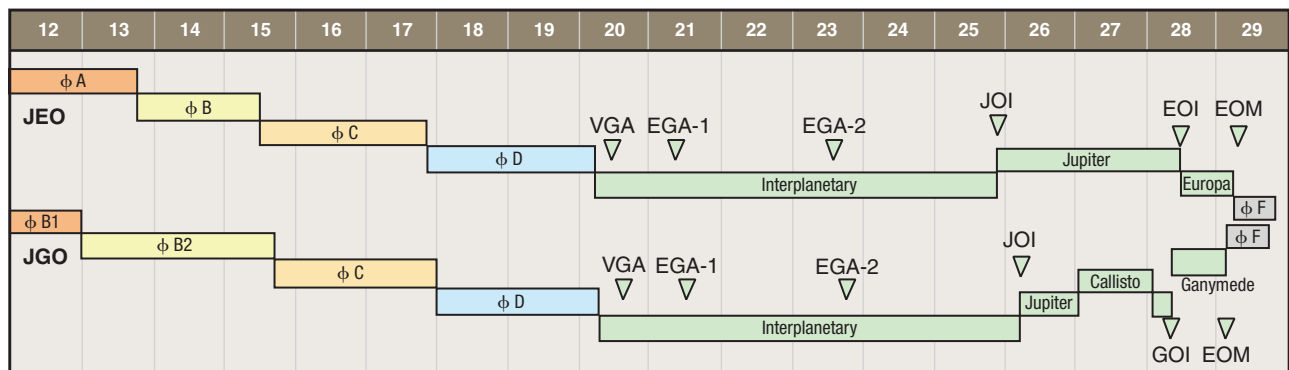 12 13 14 15 16 17 18 19 20 21 22 23 24 25 26 27 28 29
ϕ A
JEO
ϕ B
ϕ C
ϕ D
VGA EGA-1 EGA-2 JOI EOI EOM
Jupiter
Interplanetary
Europa
ϕ F
ϕ B1
JGO
ϕ B2
ϕ C
ϕ D
VGA EGA-1 EGA-2 JOI
ϕ F
Callisto
Ganymede
Jupiter
Interplanetary
GOI EOM